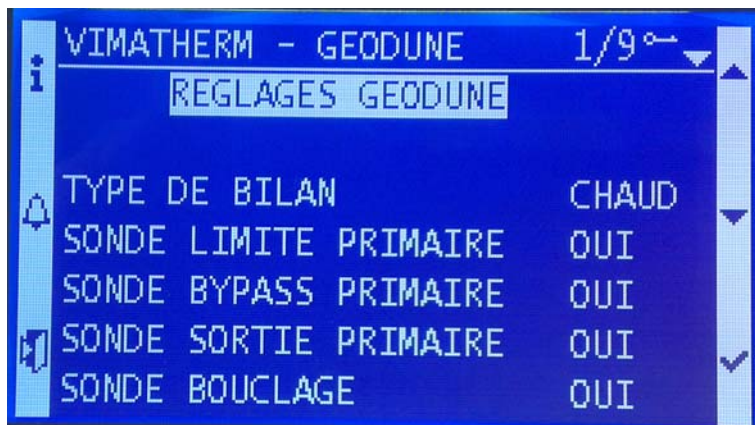 VIMATHERM - GEODUNE 1/9
REGLAGES GEODUNE
TYPE DE BILAN CHAUD
SONDE LIMITE PRIMAIRE OUI
SONDE BYPASS PRIMAIRE OUI
SONDE SORTIE PRIMAIRE OUI
SONDE BOUCLAGE OUI